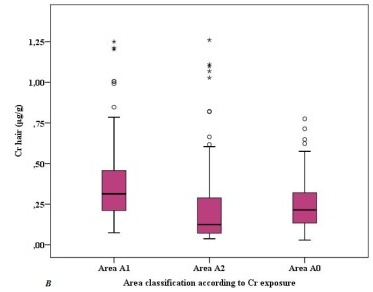 1,25
1,00
,75
,50
,25
,00
Cr hair (µg/g)
Area A1 Area A2 Area A0
B Area classification according to Cr exposure